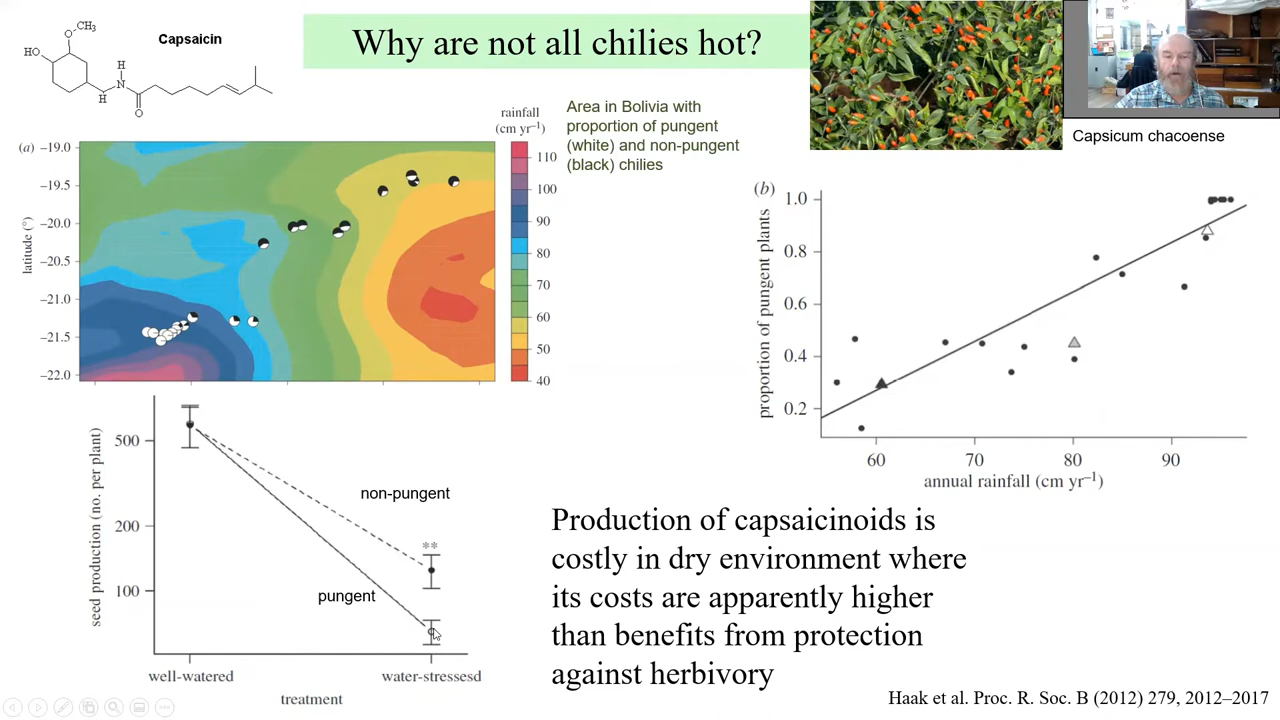 Capsaicin
OCH₃
HO
H
N
H
O
Why are not all chilies hot?
Capsicum chacoense
Area in Bolivia with
proportion of pungent
(white) and non-pungent
(black) chilies
rainfall
(cm yr⁻¹)
110
100
90
80
70
60
50
40
(a)
latitude (°)
−19.0
−19.5
−20.0
−20.5
−21.0
−21.5
−22.0
(b)
proportion of pungent plants
1.0
0.8
0.6
0.4
0.2
60 70 80 90
annual rainfall (cm yr⁻¹)
seed production (no. per plant)
500
200
100
non-pungent
**
pungent
well-watered water-stressesd
treatment
Production of capsaicinoids is
costly in dry environment where
its costs are apparently higher
than benefits from protection
against herbivory
Haak et al. Proc. R. Soc. B (2012) 279, 2012–2017